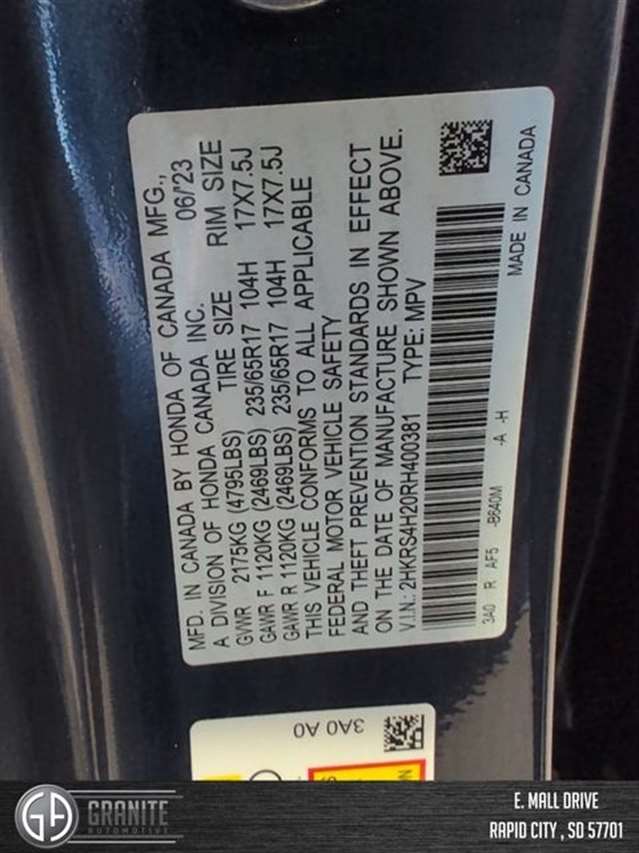 MFD. IN CANADA BY HONDA OF CANADA MFG.,
A DIVISION OF HONDA CANADA INC. 06/'23
GVWR 2175KG (4795LBS) TIRE SIZE RIM SIZE
GAWR F 1120KG (2469LBS) 235/65R17 104H 17X7.5J
GAWR R 1120KG (2469LBS) 235/65R17 104H 17X7.5J
THIS VEHICLE CONFORMS TO ALL APPLICABLE
FEDERAL MOTOR VEHICLE SAFETY
AND THEFT PREVENTION STANDARDS IN EFFECT
ON THE DATE OF MANUFACTURE SHOWN ABOVE.
V.I.N.: 2HKRS4H20RH400381 TYPE: MPV
3A0 R AF5 -B640M -A -H
MADE IN CANADA
3A0 A0
GA GRANITE
AUTOMOTIVE
E. MALL DRIVE
RAPID CITY , SD 57701